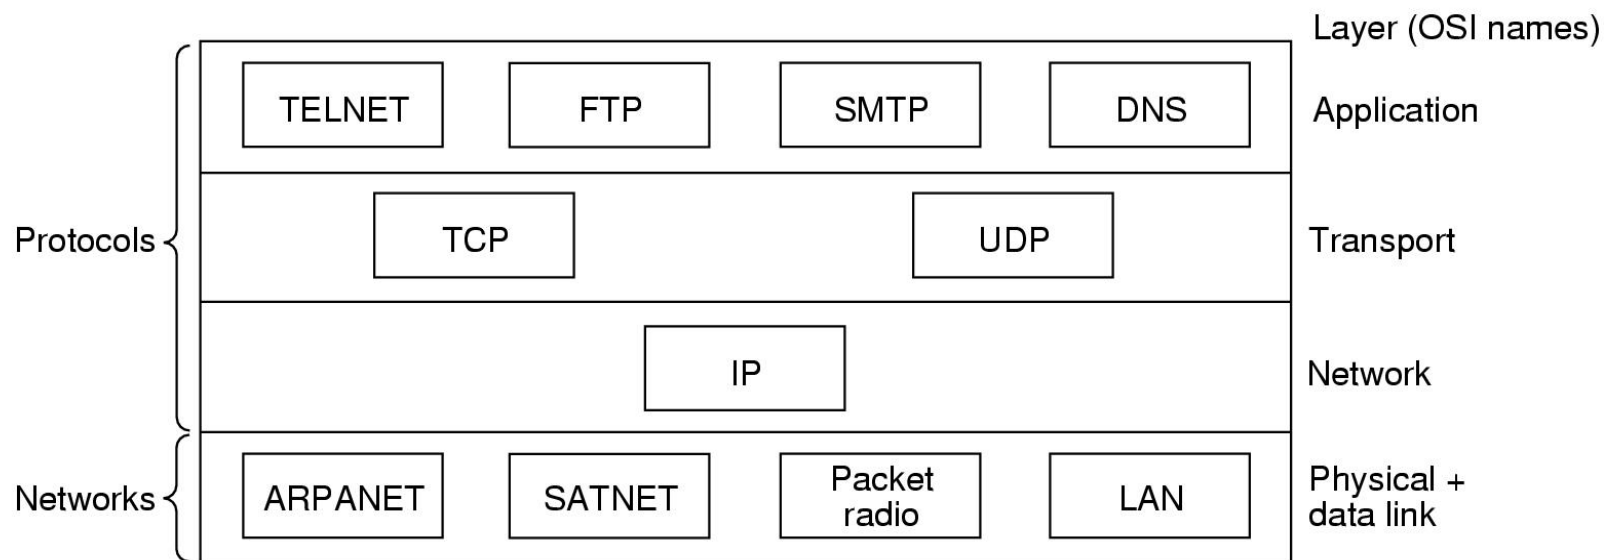 Layer (OSI names)
TELNET FTP SMTP DNS Application
Protocols TCP UDP Transport
IP Network
Networks ARPANET SATNET Packet radio LAN Physical +
data link